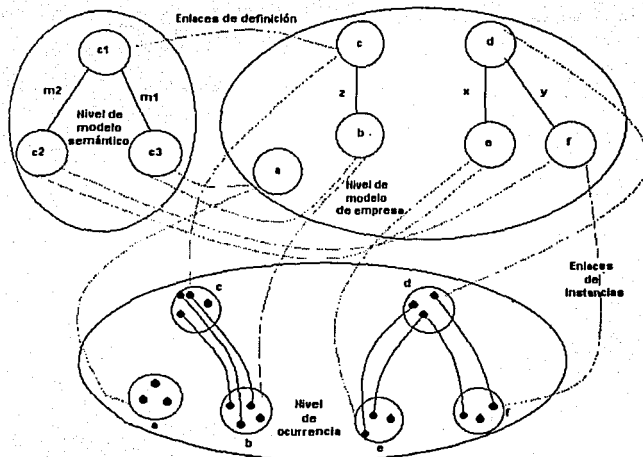 Enlaces de definición
c1
m2
m1
Nivel de
modelo
semántico
c2
c3
c
d
z
x
y
b
e
f
a
Nivel de
modelo
de empresa
Enlaces
de
instancias
c
d
a
b
Nivel
de
ocurrencia
e
f